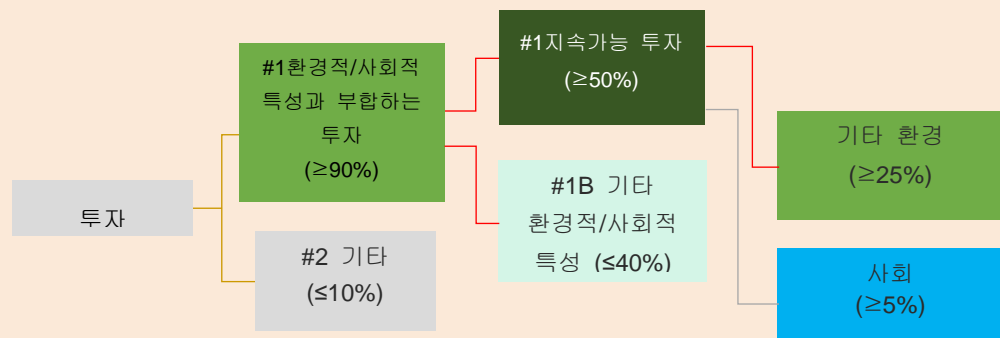 투자
#1환경적/사회적
특성과 부합하는
투자
(≥90%)
#2 기타
(≤10%)
#1지속가능 투자
(≥50%)
#1B 기타
환경적/사회적
특성 (≤40%)
기타 환경
(≥25%)
사회
(≥5%)